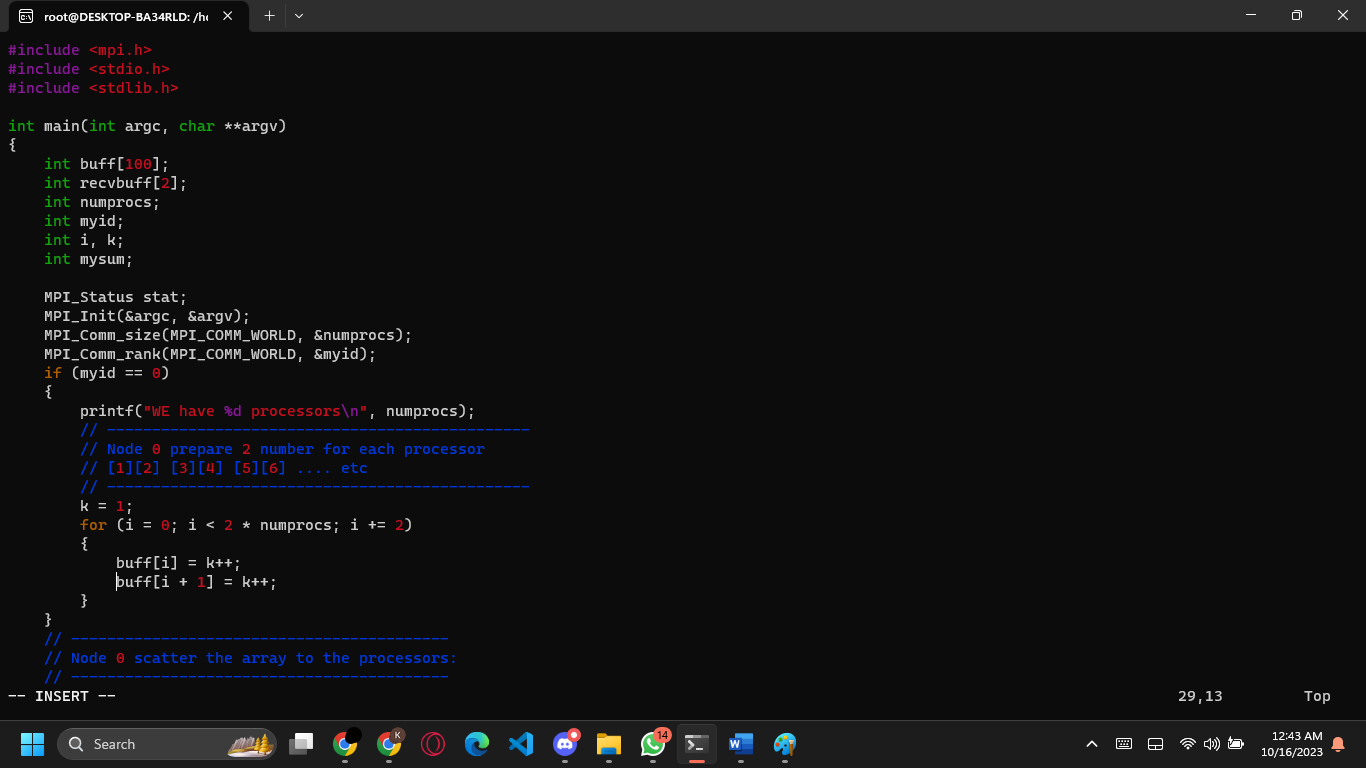 root@DESKTOP-BA34RLD: /h
#include <mpi.h>
#include <stdio.h>
#include <stdlib.h>
int main(int argc, char **argv)
{
    int buff[100];
    int recvbuff[2];
    int numprocs;
    int myid;
    int i, k;
    int mysum;
    MPI_Status stat;
    MPI_Init(&argc, &argv);
    MPI_Comm_size(MPI_COMM_WORLD, &numprocs);
    MPI_Comm_rank(MPI_COMM_WORLD, &myid);
    if (myid == 0)
    {
        printf("WE have %d processors\n", numprocs);
        // -----------------------------------------------
        // Node 0 prepare 2 number for each processor
        // [1][2] [3][4] [5][6] .... etc
        // -----------------------------------------------
        k = 1;
        for (i = 0; i < 2 * numprocs; i += 2)
        {
            buff[i] = k++;
            buff[i + 1] = k++;
        }
    }
    // ------------------------------------------
    // Node 0 scatter the array to the processors:
    // ------------------------------------------
-- INSERT -- 29,13 Top
Search K 14 W 12:43 AM
10/16/2023